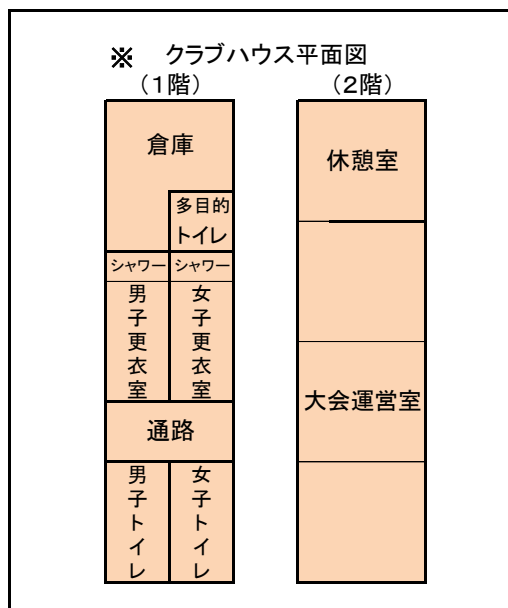 ※ クラブハウス平面図
(1階)
倉庫
多目的
トイレ
シャワー
シャワー
男子更衣室
女子更衣室
通路
男子トイレ
女子トイレ
(2階)
休憩室
大会運営室